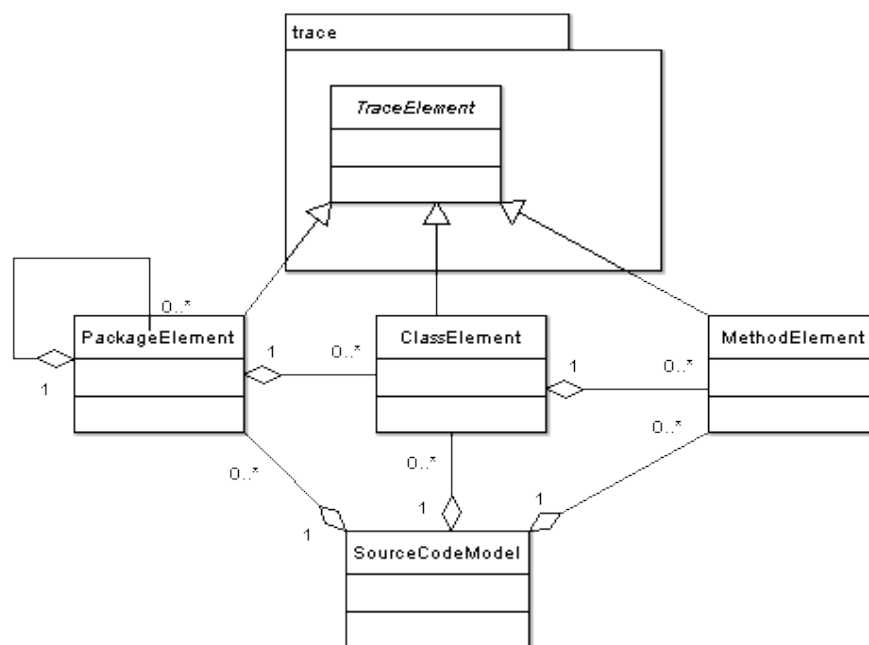 trace
TraceElement
0..*
PackageElement
1
0..*
ClassElement
1
0..*
MethodElement
1
0..*
0..*
0..*
1
1
1
SourceCodeModel